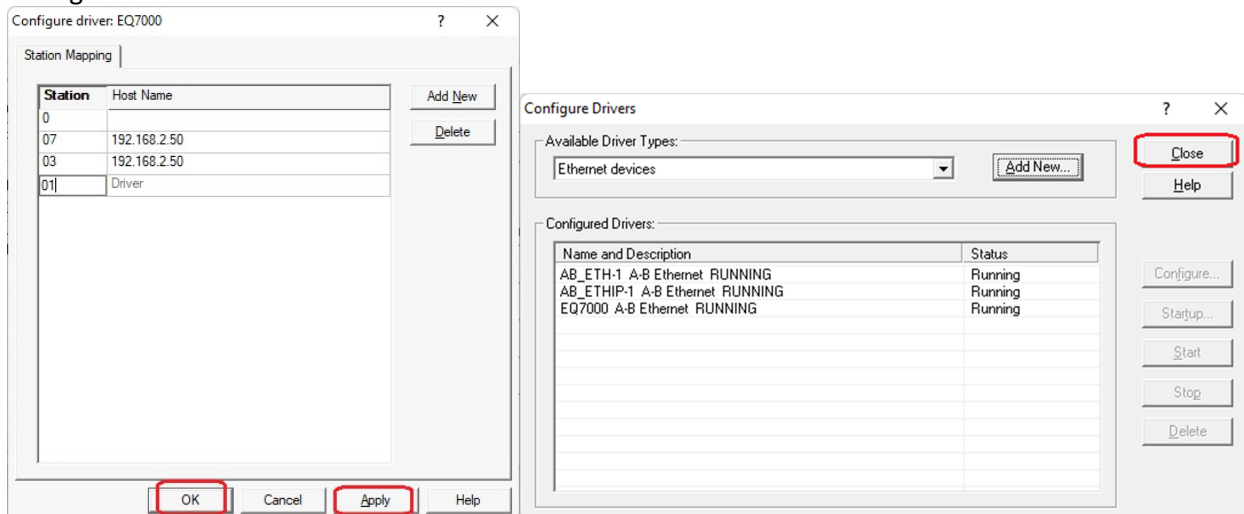 Configure driver: EQ7000
? ×
Station Mapping
Station Host Name
0
07 192.168.2.50
03 192.168.2.50
01 Driver
Add New
Delete
OK Cancel Apply Help
Configure Drivers
? ×
Available Driver Types:
Ethernet devices
Add New...
Close
Help
Configured Drivers:
Name and Description Status
AB_ETH-1 A-B Ethernet RUNNING Running
AB_ETHIP-1 A-B Ethernet RUNNING Running
EQ7000 A-B Ethernet RUNNING Running
Configure...
Startup...
Start
Stop
Delete